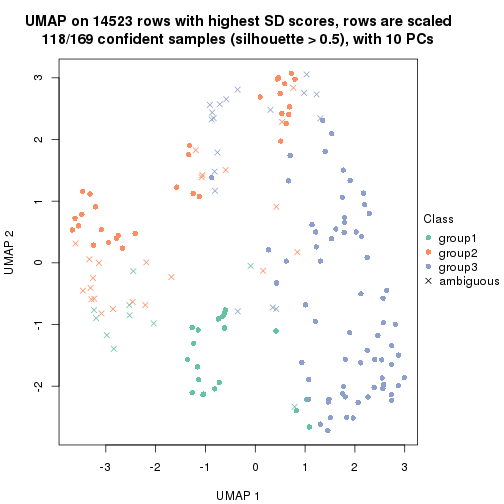 UMAP on 14523 rows with highest SD scores, rows are scaled
118/169 confident samples (silhouette > 0.5), with 10 PCs
3
2
1
0
-1
-2
UMAP 2
-3
-2
-1
0
1
2
3
UMAP 1
Class
group1
group2
group3
ambiguous